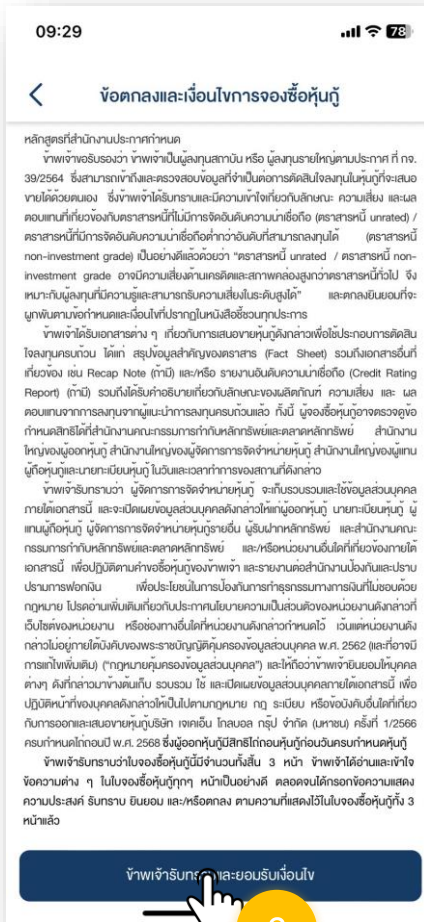 09:29
78
ข้อตกลงและเงื่อนไขการจองซื้อหุ้นกู้
หลักสูตรที่สำนักงานประกาศกำหนด
ข้าพเจ้าขอรับรองว่า ข้าพเจ้าเป็นผู้ลงทุนสถาบัน หรือ ผู้ลงทุนรายใหญ่ตามประกาศ ที่ กจ.
39/2564 ซึ่งสามารถเข้าถึงและตรวจสอบข้อมูลที่จำเป็นต่อการตัดสินใจลงทุนในหุ้นกู้ที่จะเสนอ
ขายได้ด้วยตนเอง ซึ่งข้าพเจ้าได้รับทราบและมีความเข้าใจเกี่ยวกับลักษณะ ความเสี่ยง และผล
ตอบแทนที่เกี่ยวข้องกับตราสารหนี้ที่ไม่มีการจัดอันดับความน่าเชื่อถือ (ตราสารหนี้ unrated) /
ตราสารหนี้ที่มีการจัดอันดับความน่าเชื่อถือต่ำกว่าอันดับที่สามารถลงทุนได้ (ตราสารหนี้
non-investment grade) เป็นอย่างดีแล้วด้วยว่า "ตราสารหนี้ unrated / ตราสารหนี้ non-
investment grade อาจมีความเสี่ยงด้านเครดิตและสภาพคล่องสูงกว่าตราสารหนี้ทั่วไป จึง
เหมาะกับผู้ลงทุนที่มีความรู้และสามารถรับความเสี่ยงในระดับสูงได้" และตกลงยินยอมที่จะ
ผูกพันตามข้อกำหนดและเงื่อนไขที่ปรากฏในหนังสือชี้ชวนทุกประการ
ข้าพเจ้าได้รับเอกสารต่าง ๆ เกี่ยวกับการเสนอขายหุ้นกู้ดังกล่าวเพื่อใช้ประกอบการตัดสิน
ใจลงทุนครบถ้วน ได้แก่ สรุปข้อมูลสำคัญของตราสาร (Fact Sheet) รวมถึงเอกสารอื่นที่
เกี่ยวข้อง เช่น Recap Note (ถ้ามี) และ/หรือ รายงานอันดับความน่าเชื่อถือ (Credit Rating
Report) (ถ้ามี) รวมถึงได้รับคำอธิบายเกี่ยวกับลักษณะของผลิตภัณฑ์ ความเสี่ยง และ ผล
ตอบแทนจากการลงทุนจากผู้แนะนำการลงทุนครบถ้วนแล้ว ทั้งนี้ ผู้จองซื้อหุ้นกู้อาจตรวจดูข้อ
กำหนดสิทธิได้ที่สำนักงานคณะกรรมการกำกับหลักทรัพย์และตลาดหลักทรัพย์ สำนักงาน
ใหญ่ของผู้ออกหุ้นกู้ สำนักงานใหญ่ของผู้จัดการการจัดจำหน่ายหุ้นกู้ สำนักงานใหญ่ของผู้แทน
ผู้ถือหุ้นกู้และนายทะเบียนหุ้นกู้ ในวันและเวลาทำการของสถานที่ดังกล่าว
ข้าพเจ้ารับทราบว่า ผู้จัดการการจัดจำหน่ายหุ้นกู้ จะเก็บรวบรวมและใช้ข้อมูลส่วนบุคคล
ภายใต้เอกสารนี้ และจะเปิดเผยข้อมูลส่วนบุคคลดังกล่าวให้แก่ผู้ออกหุ้นกู้ นายทะเบียนหุ้นกู้ ผู้
แทนผู้ถือหุ้นกู้ ผู้จัดการการจัดจำหน่ายหุ้นกู้รายอื่น ผู้รับฝากหลักทรัพย์ และสำนักงานคณะ
กรรมการกำกับหลักทรัพย์และตลาดหลักทรัพย์ และ/หรือหน่วยงานอื่นใดที่เกี่ยวข้องภายใต้
เอกสารนี้ เพื่อปฏิบัติตามคำขอซื้อหุ้นกู้ของข้าพเจ้า และรายงานต่อสำนักงานป้องกันและปราบ
ปรามการฟอกเงิน เพื่อประโยชน์ในการป้องกันการทำธุรกรรมทางการเงินที่ไม่ชอบด้วย
กฎหมาย โปรดอ่านเพิ่มเติมเกี่ยวกับประกาศนโยบายความเป็นส่วนตัวของหน่วยงานดังกล่าวที่
เว็บไซต์ของหน่วยงาน หรือช่องทางอื่นใดที่หน่วยงานดังกล่าวกำหนดไว้ เว้นแต่หน่วยงานดัง
กล่าวไม่อยู่ภายใต้บังคับของพระราชบัญญัติคุ้มครองข้อมูลส่วนบุคคล พ.ศ. 2562 (และที่อาจมี
การแก้ไขเพิ่มเติม) ("กฎหมายคุ้มครองข้อมูลส่วนบุคคล") และให้ถือว่าข้าพเจ้ายินยอมให้บุคคล
ต่างๆ ดังที่กล่าวมาข้างต้นเก็บ รวบรวม ใช้ และเปิดเผยข้อมูลส่วนบุคคลภายใต้เอกสารนี้ เพื่อ
ปฏิบัติหน้าที่ของบุคคลดังกล่าวให้เป็นไปตามกฎหมาย กฎ ระเบียบ หรือข้อบังคับอื่นใดที่เกี่ยว
กับการออกและเสนอขายหุ้นกู้บริษัท เจเคเอ็น โกลบอล กรุ๊ป จำกัด (มหาชน) ครั้งที่ 1/2566
ครบกำหนดไถ่ถอนปี พ.ศ. 2568 ซึ่งผู้ออกหุ้นกู้มีสิทธิไถ่ถอนหุ้นกู้ก่อนวันครบกำหนดหุ้นกู้
ข้าพเจ้ารับทราบว่าใบจองซื้อหุ้นกู้นี้มีจำนวนทั้งสิ้น 3 หน้า ข้าพเจ้าได้อ่านและเข้าใจ
ข้อความต่าง ๆ ในใบจองซื้อหุ้นกู้ทุกๆ หน้าเป็นอย่างดี ตลอดจนได้กรอกข้อความแสดง
ความประสงค์ รับทราบ ยินยอม และ/หรือตกลง ตามความที่แสดงไว้ในใบจองซื้อหุ้นกู้ทั้ง 3
หน้าแล้ว
ข้าพเจ้ารับทราบและยอมรับเงื่อนไข